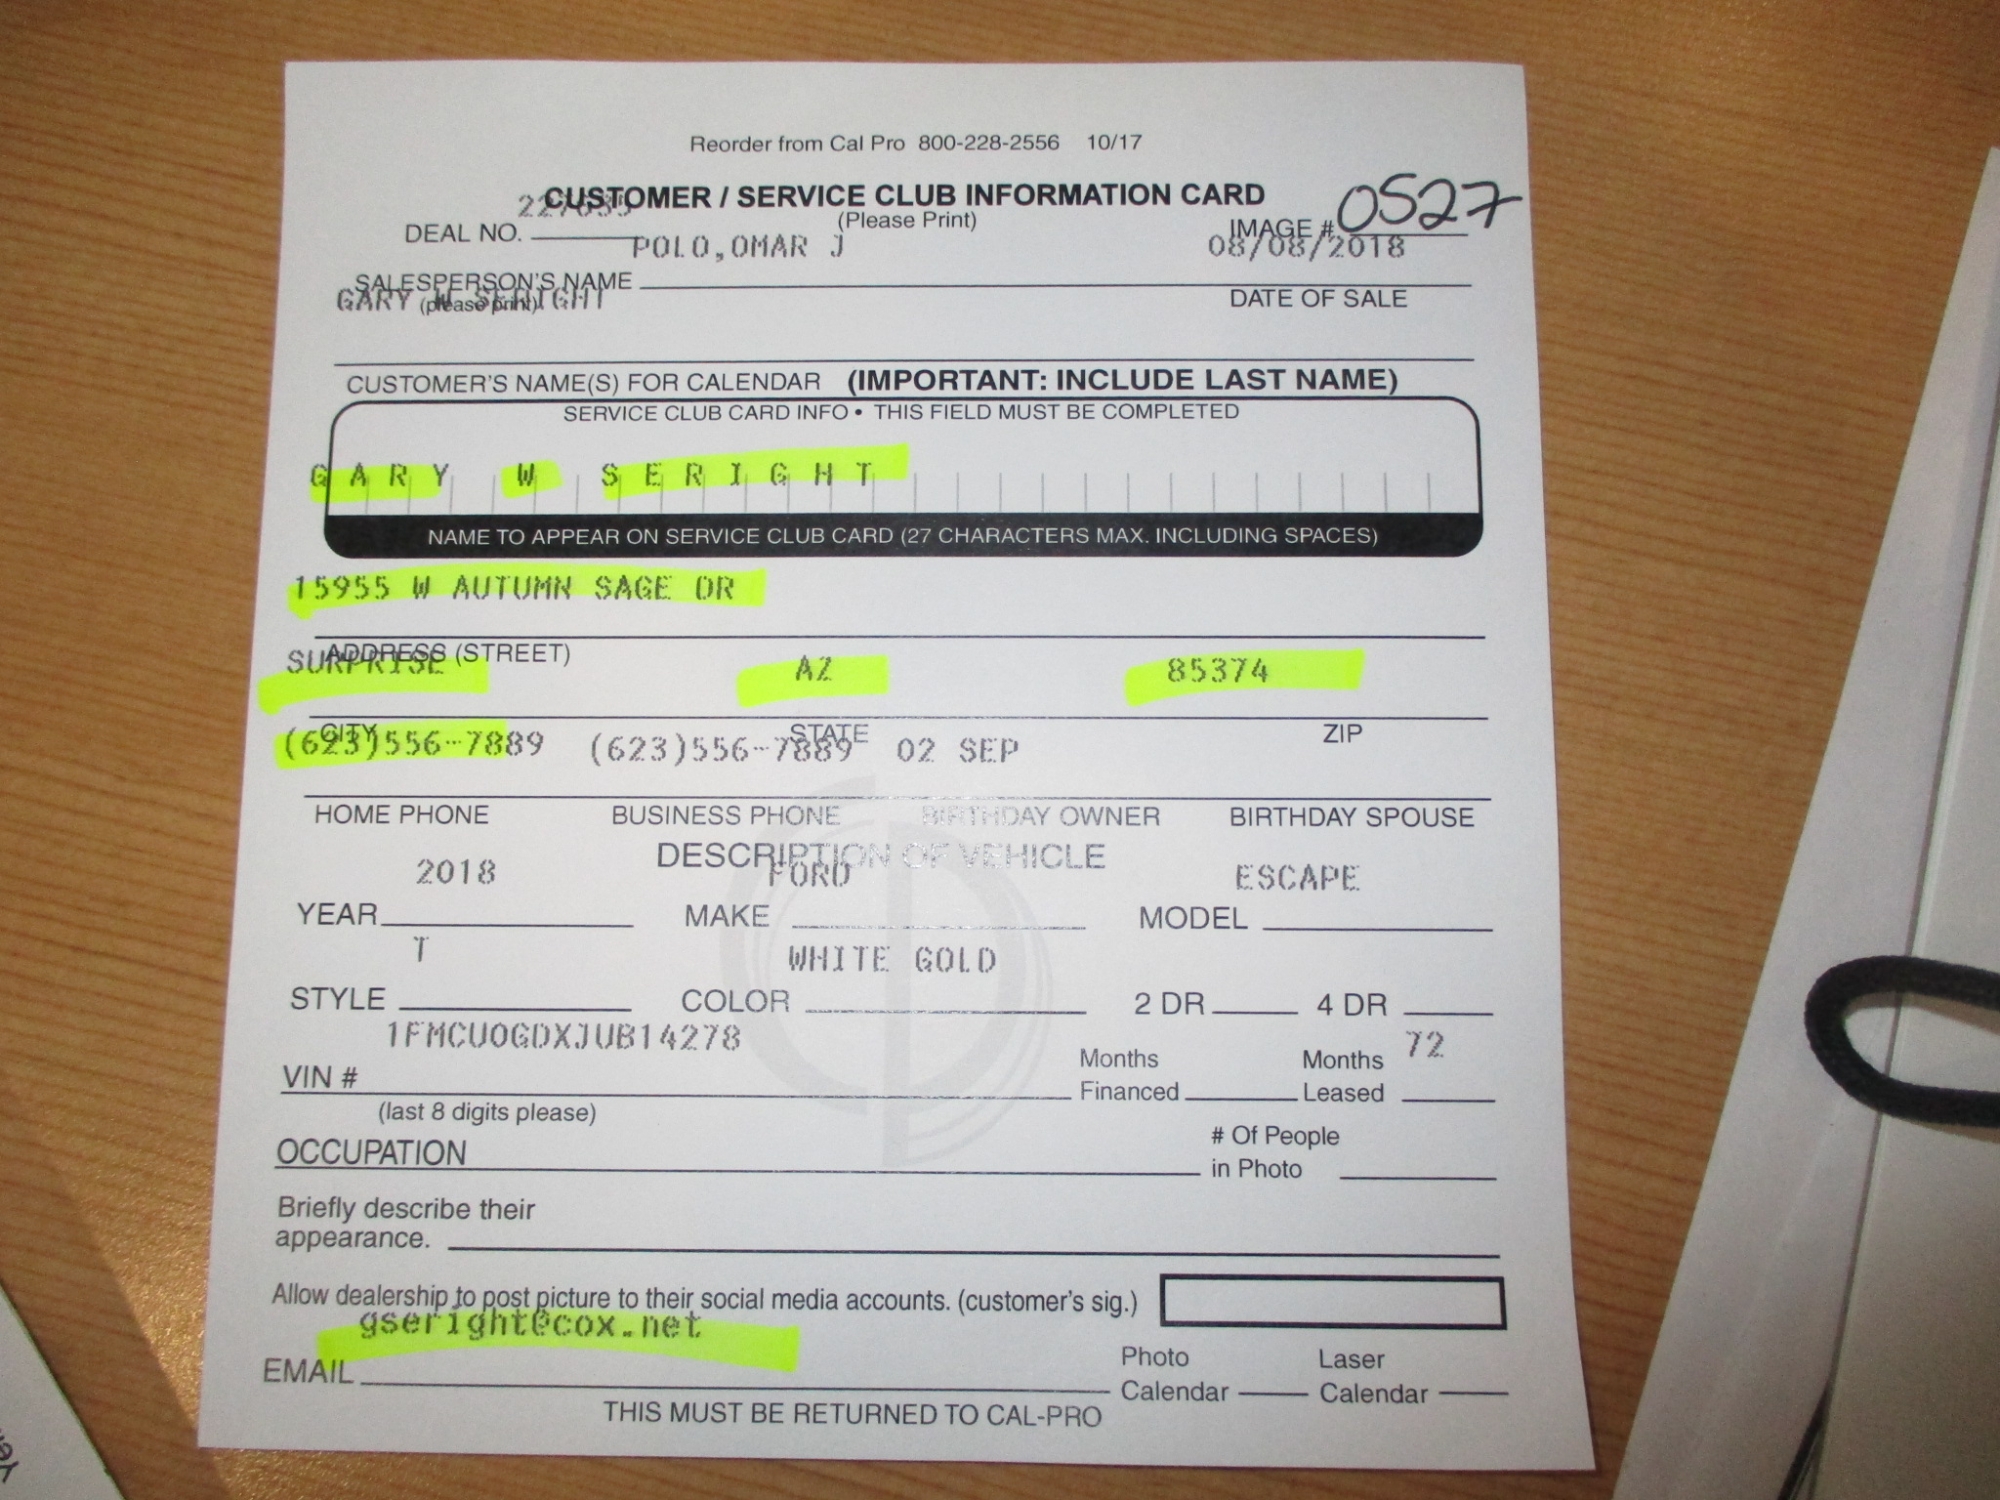 Reorder from Cal Pro 800-228-2556 10/17
CUSTOMER / SERVICE CLUB INFORMATION CARD
(Please Print)
DEAL NO.
IMAGE # 0527
POLO,OMAR J 08/08/2018
SALESPERSON'S NAME
(please print)
DATE OF SALE
GARY W SERIGHT
CUSTOMER'S NAME(S) FOR CALENDAR (IMPORTANT: INCLUDE LAST NAME)
SERVICE CLUB CARD INFO • THIS FIELD MUST BE COMPLETED
GARY W SERIGHT
NAME TO APPEAR ON SERVICE CLUB CARD (27 CHARACTERS MAX. INCLUDING SPACES)
15955 W AUTUMN SAGE DR
ADDRESS (STREET)
SURPRISE AZ 85374
CITY STATE ZIP
(623)556-7889 (623)556-7889 02 SEP
HOME PHONE BUSINESS PHONE BIRTHDAY OWNER BIRTHDAY SPOUSE
DESCRIPTION OF VEHICLE
2018 FORD ESCAPE
YEAR MAKE MODEL
T WHITE GOLD
STYLE COLOR 2 DR 4 DR
1FMCU0GDXJUB14278 72
VIN # Months Financed Months Leased
(last 8 digits please)
OCCUPATION # Of People in Photo
Briefly describe their
appearance.
Allow dealership to post picture to their social media accounts. (customer's sig.)
gseright@cox.net
EMAIL Photo Calendar Laser Calendar
THIS MUST BE RETURNED TO CAL-PRO